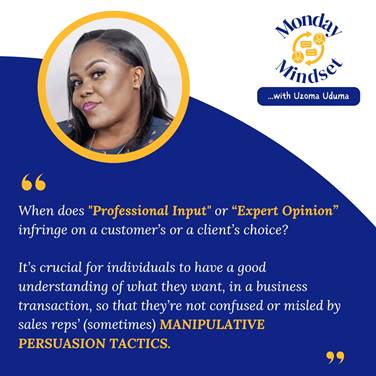 Monday
Mindset
...with Uzoma Uduma
“
When does "Professional Input" or “Expert Opinion”
infringe on a customer’s or a client’s choice?
It’s crucial for individuals to have a good
understanding of what they want, in a business
transaction, so that they’re not confused or misled by
sales reps’ (sometimes) MANIPULATIVE
PERSUASION TACTICS.
”